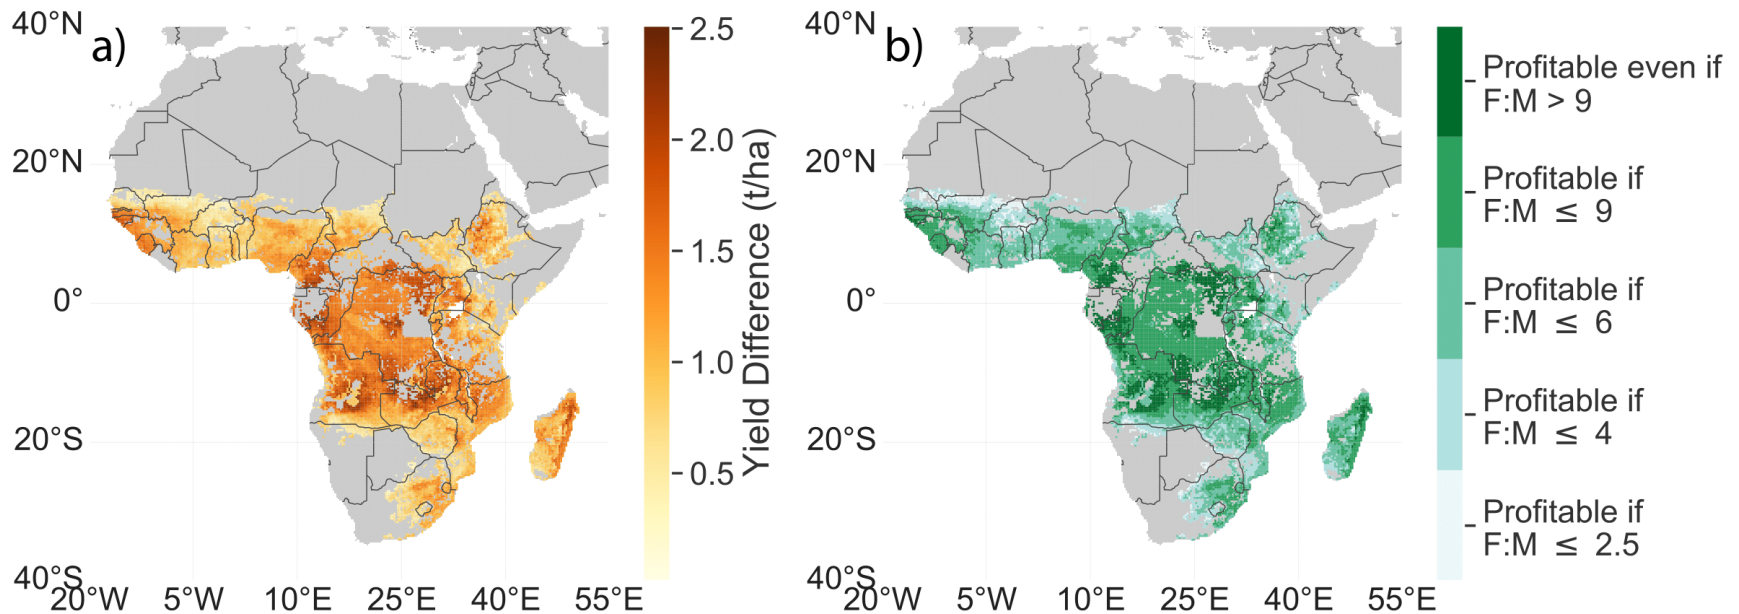 a)
40°N
20°N
0°
20°S
40°S
20°W 5°W 10°E 25°E 40°E 55°E
2.5
2.0
1.5
1.0
0.5
Yield Difference (t/ha)
b)
40°N
20°N
0°
20°S
40°S
20°W 5°W 10°E 25°E 40°E 55°E
Profitable even if
F:M > 9
Profitable if
F:M ≤ 9
Profitable if
F:M ≤ 6
Profitable if
F:M ≤ 4
Profitable if
F:M ≤ 2.5